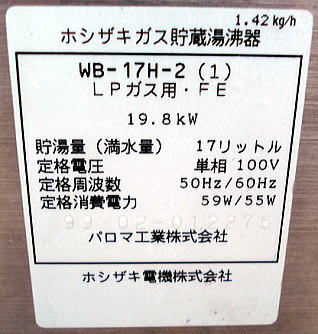 1.42kg/h
ホシザキガス貯蔵湯沸器
WB-17H-2 (1)
LPガス用・FE
19.8kW
貯湯量（満水量） 17リットル
定格電圧 単相 100V
定格周波数 50Hz/60Hz
定格消費電力 59W/55W
99.02-012275
パロマ工業株式会社
ホシザキ電機株式会社